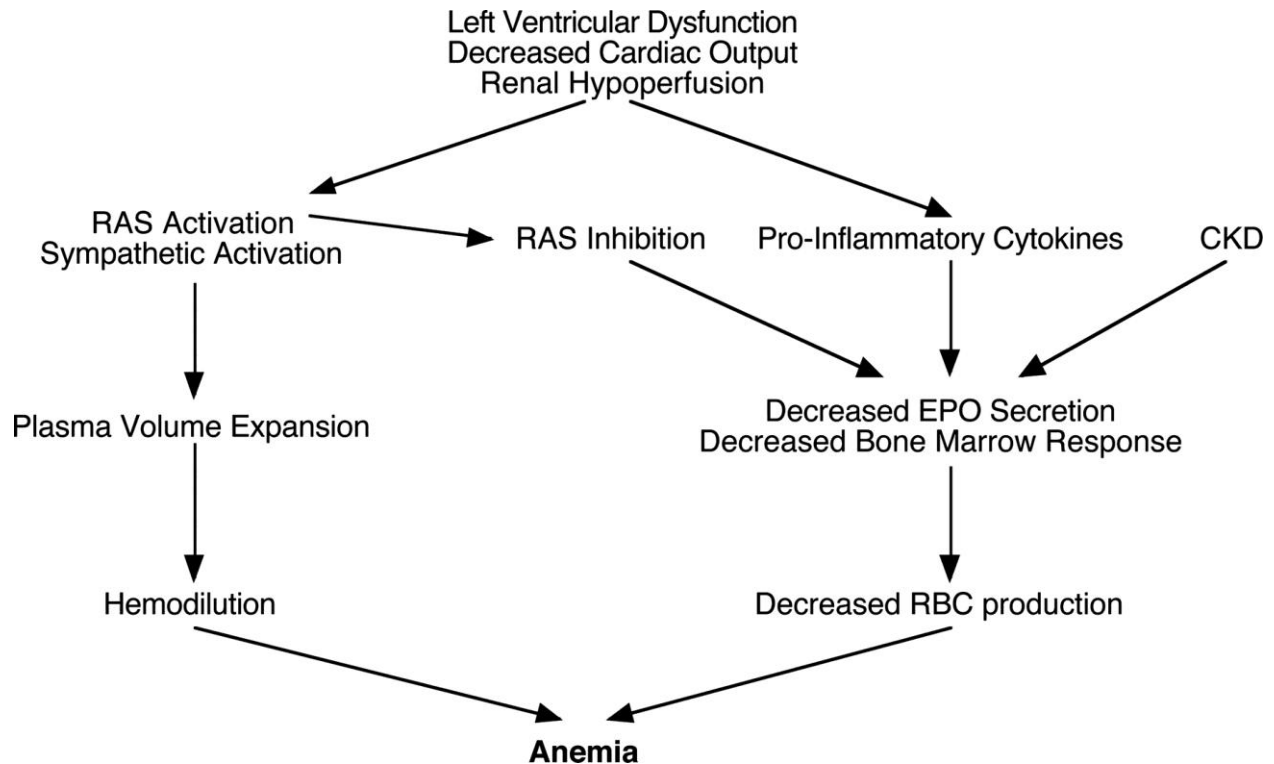 Left Ventricular Dysfunction
Decreased Cardiac Output
Renal Hypoperfusion
RAS Activation
Sympathetic Activation
RAS Inhibition
Pro-Inflammatory Cytokines
CKD
Plasma Volume Expansion
Decreased EPO Secretion
Decreased Bone Marrow Response
Hemodilution
Decreased RBC production
Anemia